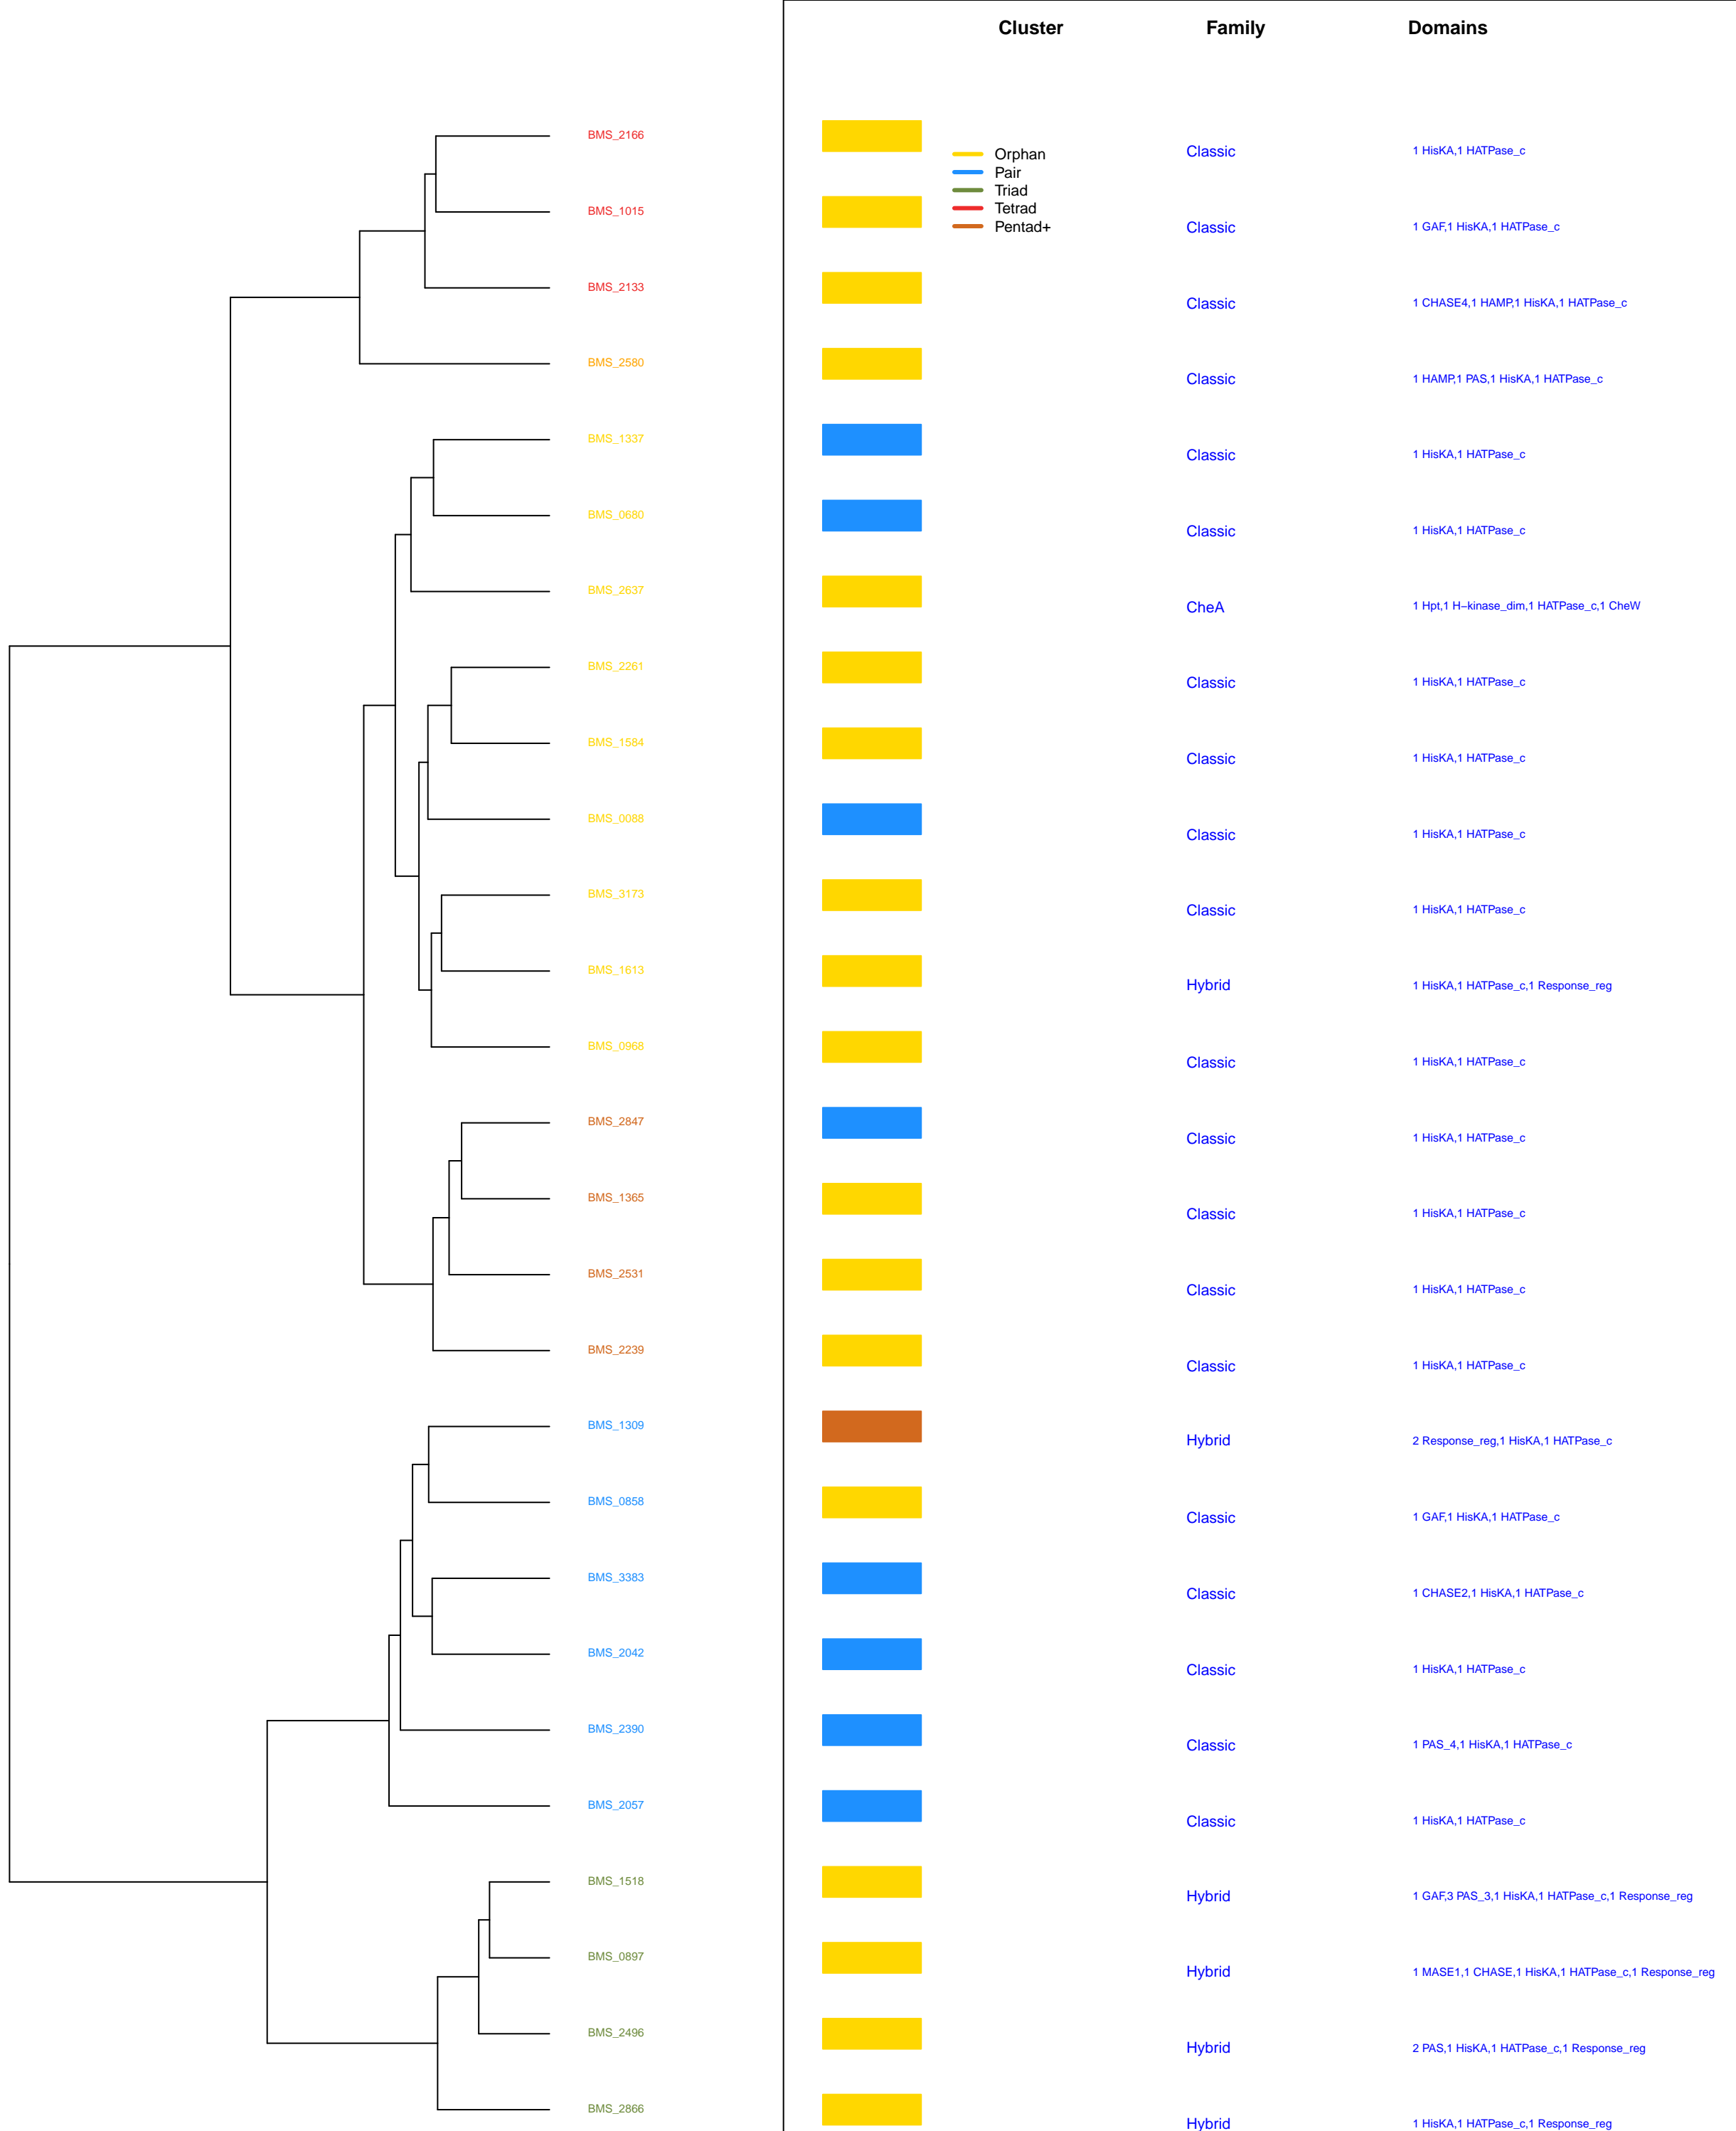 Cluster Family Domains
BMS_2166 Classic 1 HisKA,1 HATPase_c
Orphan
Pair
Triad
Tetrad
Pentad+
BMS_1015 Classic 1 GAF,1 HisKA,1 HATPase_c
BMS_2133 Classic 1 CHASE4,1 HAMP,1 HisKA,1 HATPase_c
BMS_2580 Classic 1 HAMP,1 PAS,1 HisKA,1 HATPase_c
BMS_1337 Classic 1 HisKA,1 HATPase_c
BMS_0680 Classic 1 HisKA,1 HATPase_c
BMS_2637 CheA 1 Hpt,1 H−kinase_dim,1 HATPase_c,1 CheW
BMS_2261 Classic 1 HisKA,1 HATPase_c
BMS_1584 Classic 1 HisKA,1 HATPase_c
BMS_0088 Classic 1 HisKA,1 HATPase_c
BMS_3173 Classic 1 HisKA,1 HATPase_c
BMS_1613 Hybrid 1 HisKA,1 HATPase_c,1 Response_reg
BMS_0968 Classic 1 HisKA,1 HATPase_c
BMS_2847 Classic 1 HisKA,1 HATPase_c
BMS_1365 Classic 1 HisKA,1 HATPase_c
BMS_2531 Classic 1 HisKA,1 HATPase_c
BMS_2239 Classic 1 HisKA,1 HATPase_c
BMS_1309 Hybrid 2 Response_reg,1 HisKA,1 HATPase_c
BMS_0858 Classic 1 GAF,1 HisKA,1 HATPase_c
BMS_3383 Classic 1 CHASE2,1 HisKA,1 HATPase_c
BMS_2042 Classic 1 HisKA,1 HATPase_c
BMS_2390 Classic 1 PAS_4,1 HisKA,1 HATPase_c
BMS_2057 Classic 1 HisKA,1 HATPase_c
BMS_1518 Hybrid 1 GAF,3 PAS_3,1 HisKA,1 HATPase_c,1 Response_reg
BMS_0897 Hybrid 1 MASE1,1 CHASE,1 HisKA,1 HATPase_c,1 Response_reg
BMS_2496 Hybrid 2 PAS,1 HisKA,1 HATPase_c,1 Response_reg
BMS_2866 Hybrid 1 HisKA,1 HATPase_c,1 Response_reg